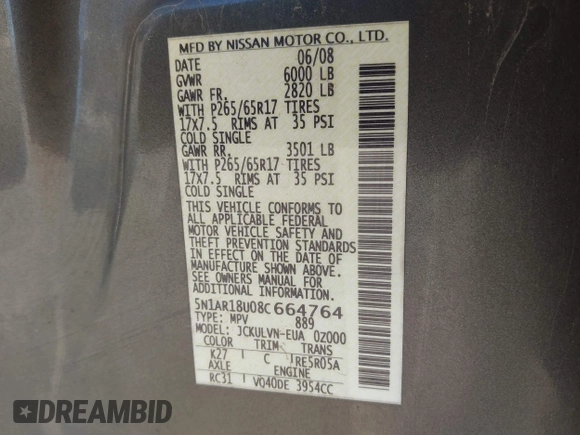 MFD BY NISSAN MOTOR CO., LTD.
DATE 06/08
GVWR 6000 LB
GAWR FR. 2820 LB
WITH P265/65R17 TIRES
17x7.5 RIMS AT 35 PSI
COLD SINGLE
GAWR RR. 3501 LB
WITH P265/65R17 TIRES
17x7.5 RIMS AT 35 PSI
COLD SINGLE
THIS VEHICLE CONFORMS TO
ALL APPLICABLE FEDERAL
MOTOR VEHICLE SAFETY AND
THEFT PREVENTION STANDARDS
IN EFFECT ON THE DATE OF
MANUFACTURE SHOWN ABOVE.
SEE OWNERS MANUAL FOR
ADDITIONAL INFORMATION.
5N1AR18U08C664764
TYPE: MPV 889
MODEL: JCKULVN-EUA 0Z000
COLOR TRIM TRANS
K27 C RE5R05A
AXLE ENGINE
RC31 VQ40DE 3954CC
DREAMBID